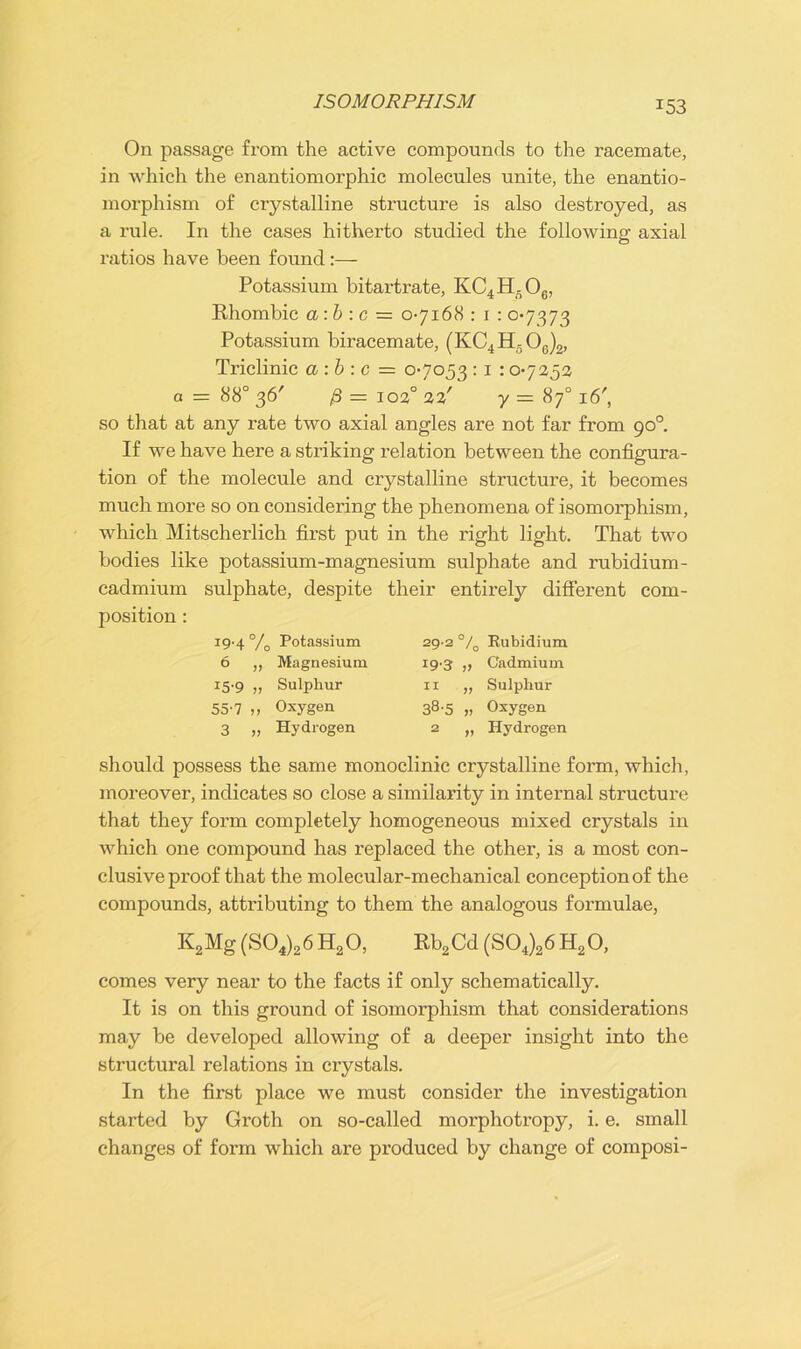 ISOMORPHISM 153
On passage from the active compounds to the racemate,
in which the enantiomorphic molecules unite, the enantio-
morphism of crystalline structure is also destroyed, as
a rule. In the cases hitherto studied the following axial
ratios have been found :—
Potassium bitartrate, KC₄H₅O₆,
Rhombic a : b : c = 0·7168 : 1 : 0·7373
Potassium biracemate, (KC₄H₅O₆)₂,
Triclinic a : b : c = 0·7053 : 1 : 0·7252
α = 88° 36′ β = 102° 22′ γ = 87° 16′,
so that at any rate two axial angles are not far from 90°.
If we have here a striking relation between the configura-
tion of the molecule and crystalline structure, it becomes
much more so on considering the phenomena of isomorphism,
which Mitscherlich first put in the right light. That two
bodies like potassium-magnesium sulphate and rubidium-
cadmium sulphate, despite their entirely different com-
position :
19·4 % Potassium 29·2 % Rubidium
6 ,, Magnesium 19·3 ,, Cadmium
15·9 ,, Sulphur 11 ,, Sulphur
55·7 ,, Oxygen 38·5 ,, Oxygen
3 ,, Hydrogen 2 ,, Hydrogen
should possess the same monoclinic crystalline form, which,
moreover, indicates so close a similarity in internal structure
that they form completely homogeneous mixed crystals in
which one compound has replaced the other, is a most con-
clusive proof that the molecular-mechanical conception of the
compounds, attributing to them the analogous formulae,
K₂Mg (SO₄)₂6 H₂O, Rb₂Cd (SO₄)₂6 H₂O,
comes very near to the facts if only schematically.
It is on this ground of isomorphism that considerations
may be developed allowing of a deeper insight into the
structural relations in crystals.
In the first place we must consider the investigation
started by Groth on so-called morphotropy, i. e. small
changes of form which are produced by change of composi-